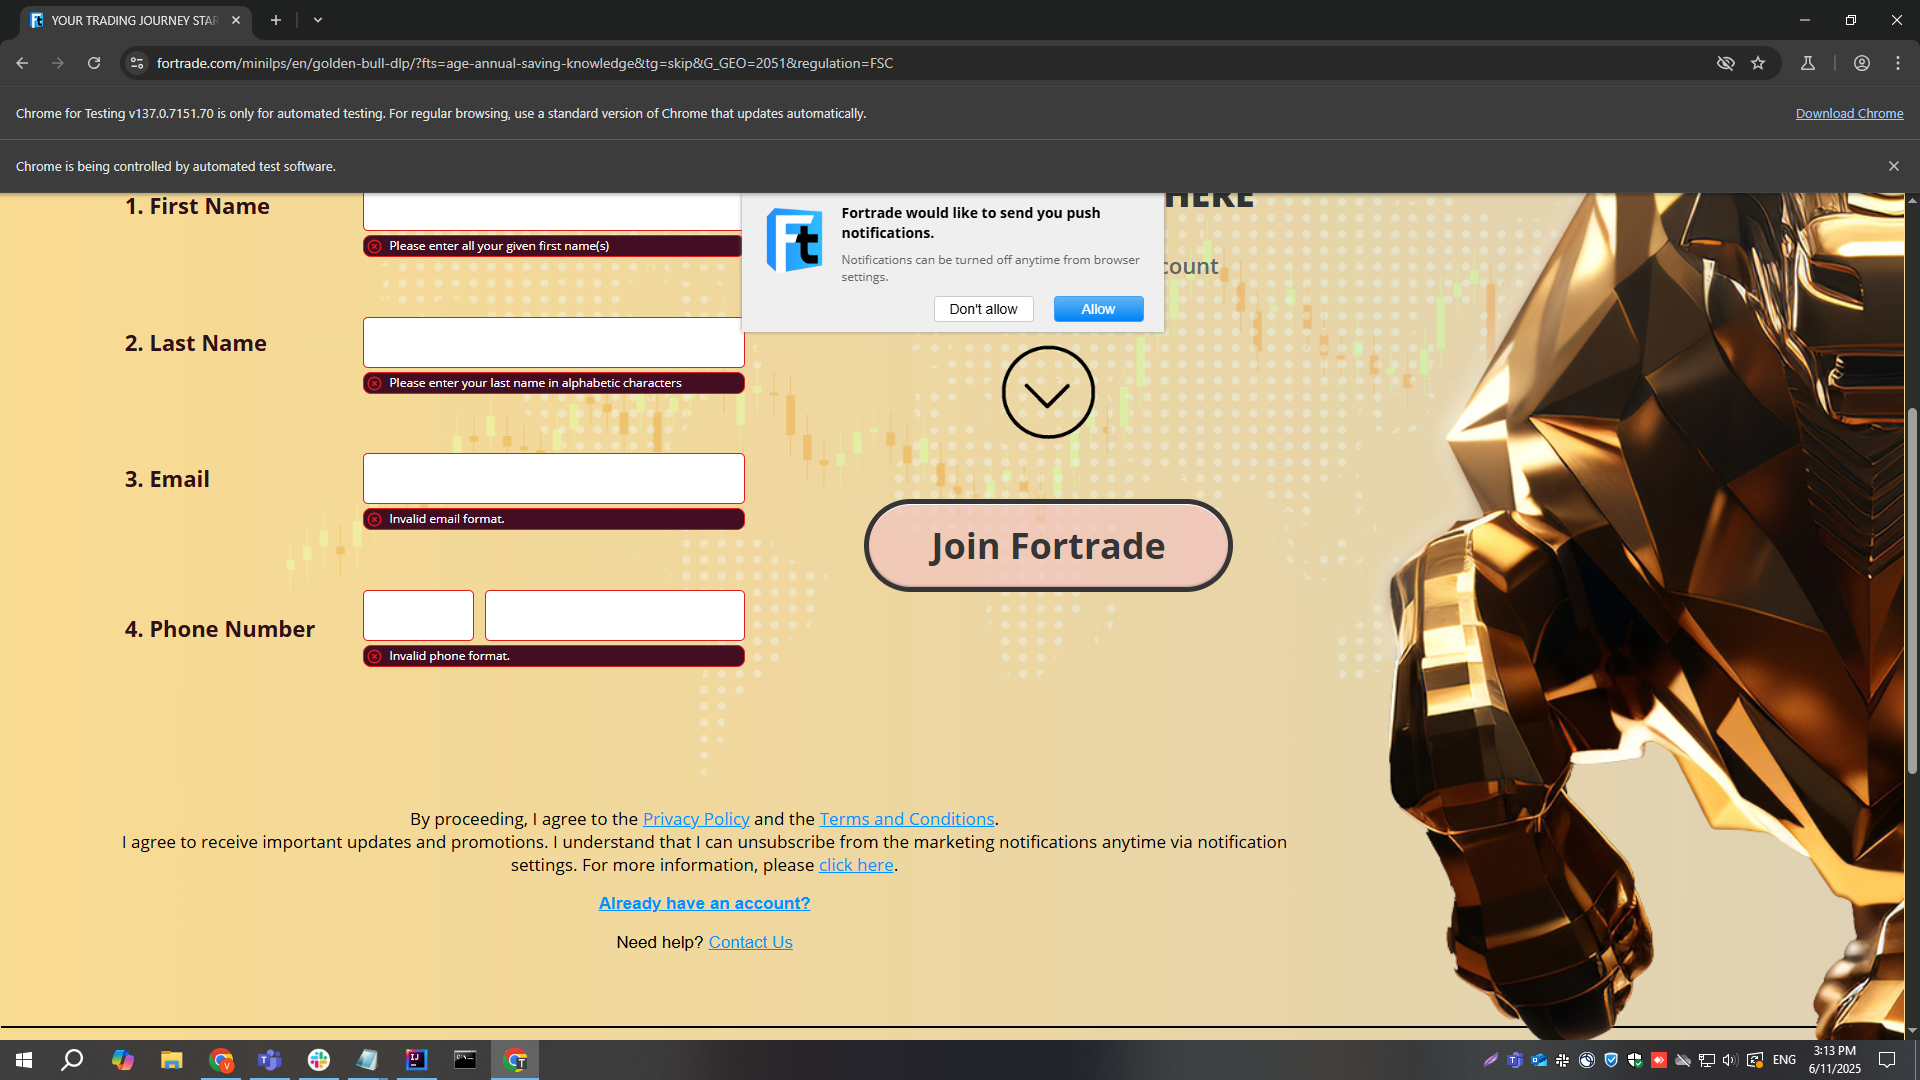 YOUR TRADING JOURNEY STAR
fortrade.com/minilps/en/golden-bull-dlp/?fts=age-annual-saving-knowledge&tg=skip&G_GEO=2051&regulation=FSC
Chrome for Testing v137.0.7151.70 is only for automated testing. For regular browsing, use a standard version of Chrome that updates automatically.
Download Chrome
Chrome is being controlled by automated test software.
HERE
count
Ft
Fortrade would like to send you push
notifications.
Notifications can be turned off anytime from browser
settings.
Don't allow
Allow
1. First Name
Please enter all your given first name(s)
2. Last Name
Please enter your last name in alphabetic characters
3. Email
Invalid email format.
4. Phone Number
Invalid phone format.
Join Fortrade
By proceeding, I agree to the Privacy Policy and the Terms and Conditions.
I agree to receive important updates and promotions. I understand that I can unsubscribe from the marketing notifications anytime via notification
settings. For more information, please click here.
Already have an account?
Need help? Contact Us
ENG
3:13 PM
6/11/2025